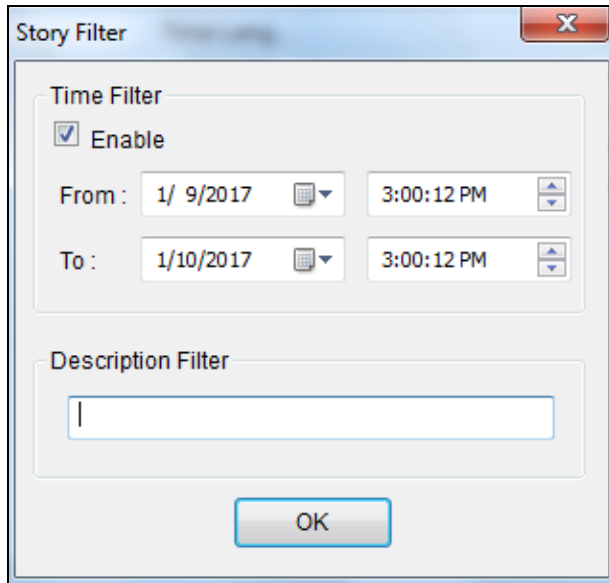 Story Filter
Time Filter
Enable
From : 1/ 9/2017 3:00:12 PM
To : 1/10/2017 3:00:12 PM
Description Filter
OK